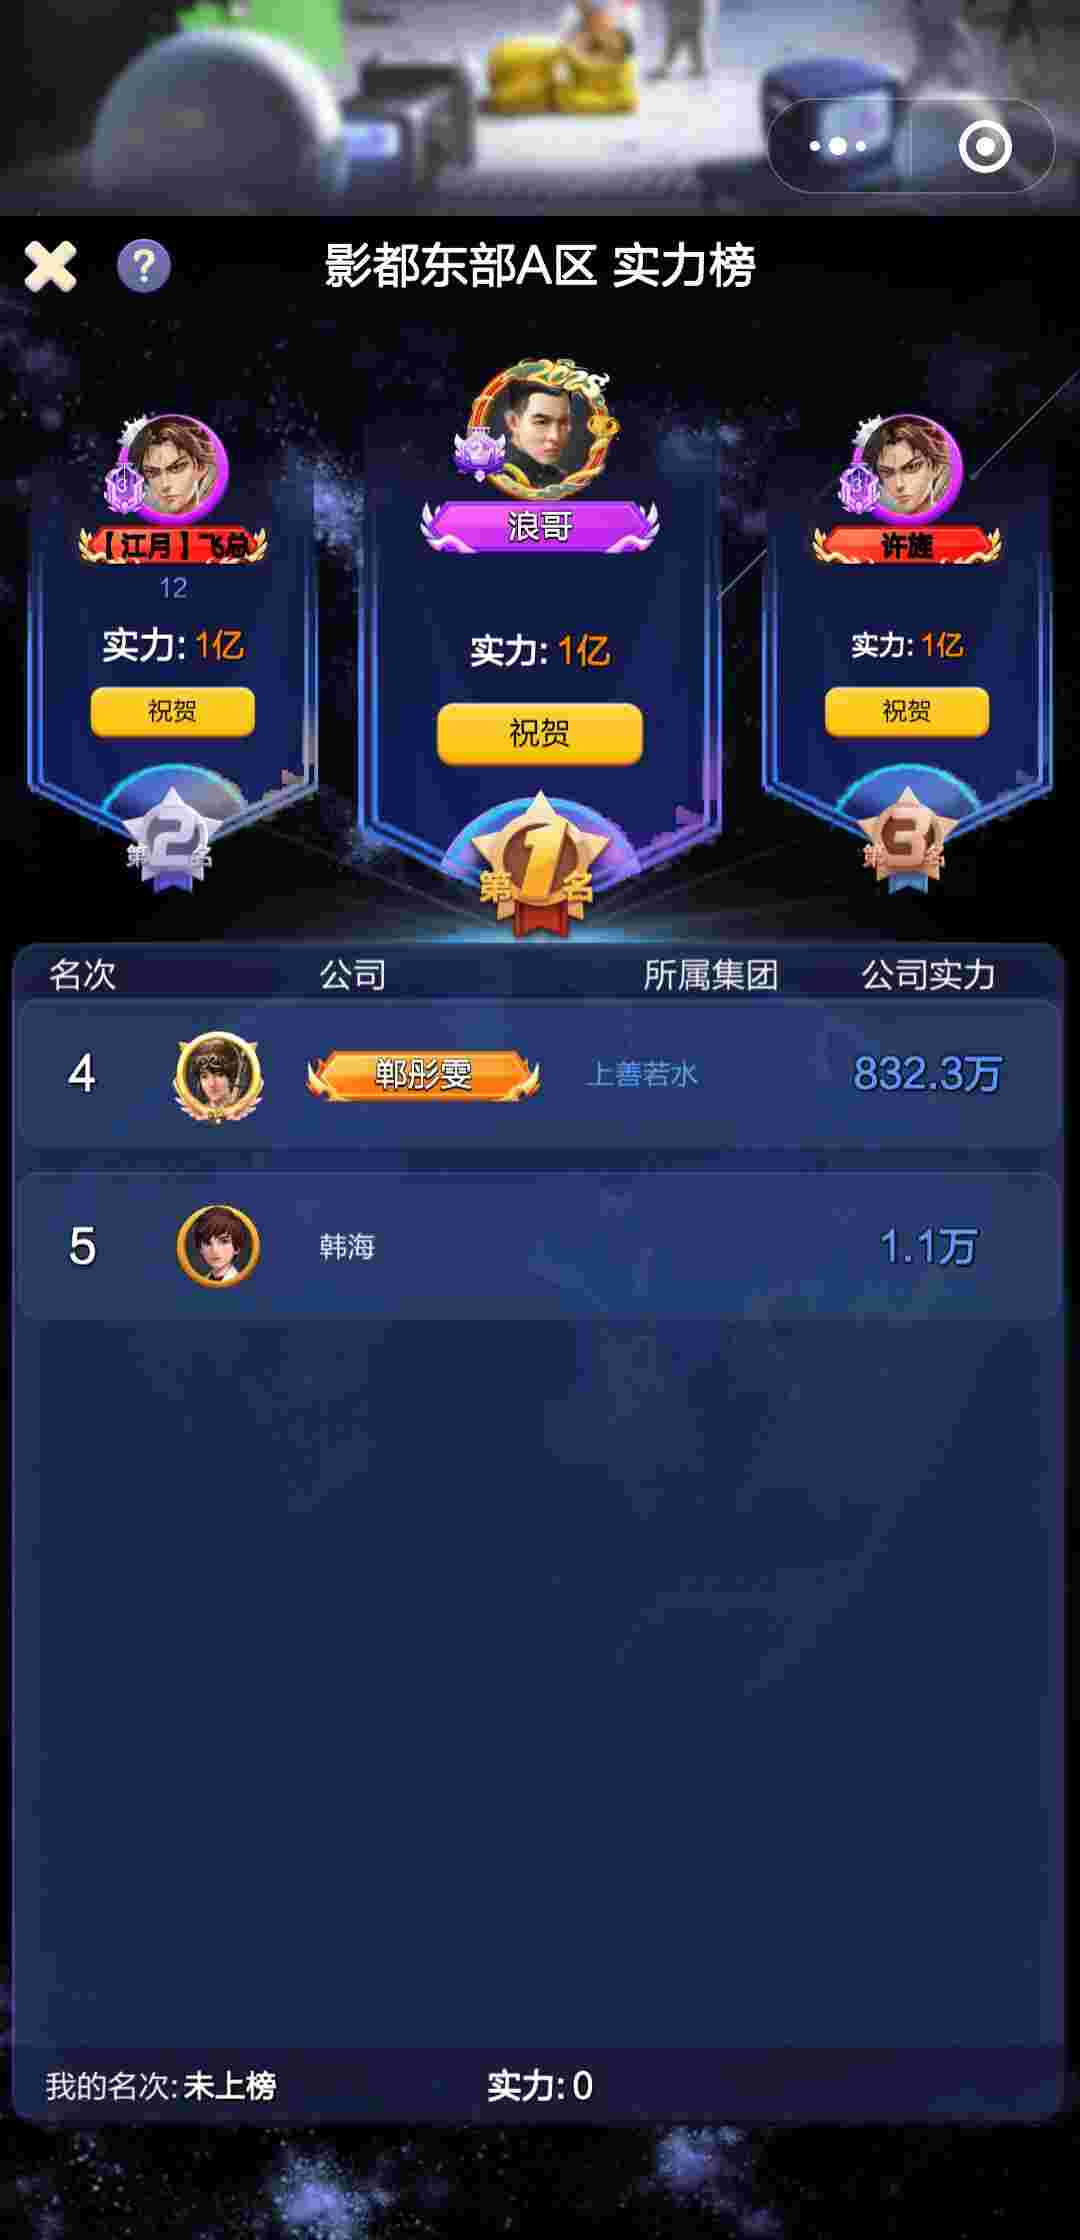 影都东部A区 实力榜
2025
【江月】飞总
12
实力: 1亿
祝贺
第2名
浪哥
实力: 1亿
祝贺
第1名
3
许旌
实力: 1亿
祝贺
第3名
名次 公司 所属集团 公司实力
4 郸彤雯 上善若水 832.3万
5 韩海 1.1万
我的名次: 未上榜 实力: 0